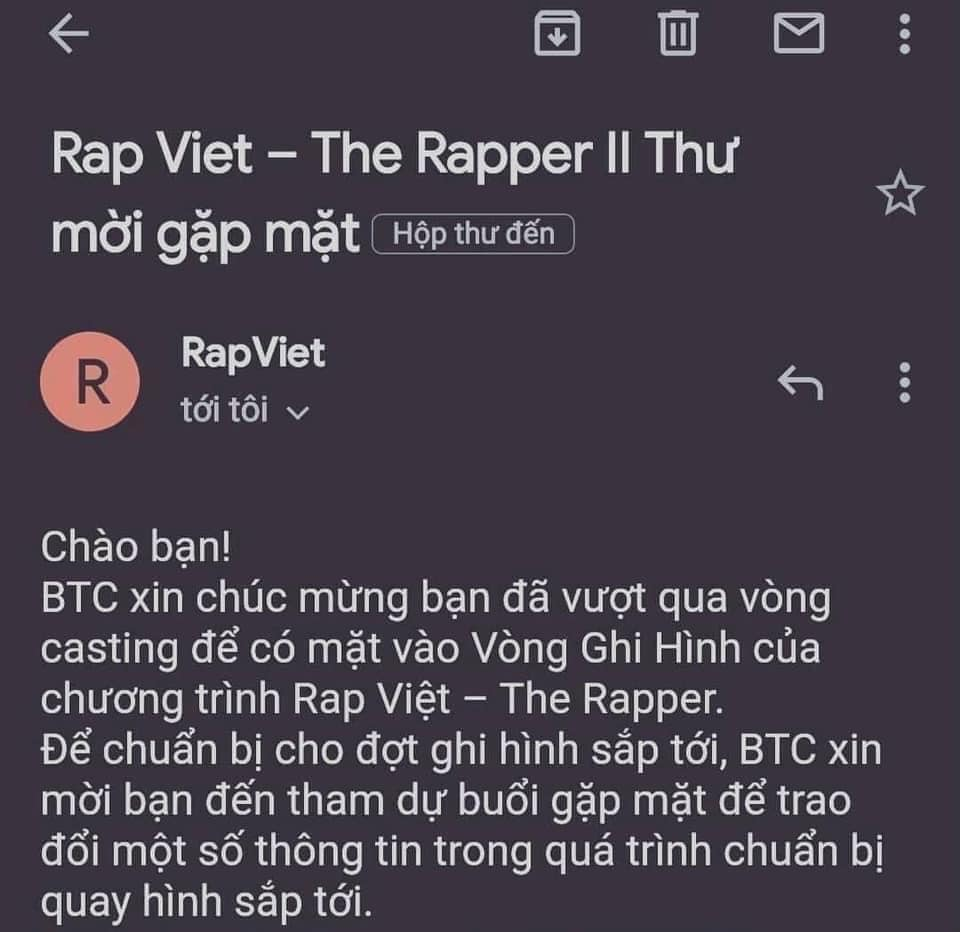 Rap Viet – The Rapper II Thư
mời gặp mặt Hộp thư đến
R
RapViet
tới tôi
Chào bạn!
BTC xin chúc mừng bạn đã vượt qua vòng
casting để có mặt vào Vòng Ghi Hình của
chương trình Rap Việt – The Rapper.
Để chuẩn bị cho đợt ghi hình sắp tới, BTC xin
mời bạn đến tham dự buổi gặp mặt để trao
đổi một số thông tin trong quá trình chuẩn bị
quay hình sắp tới.